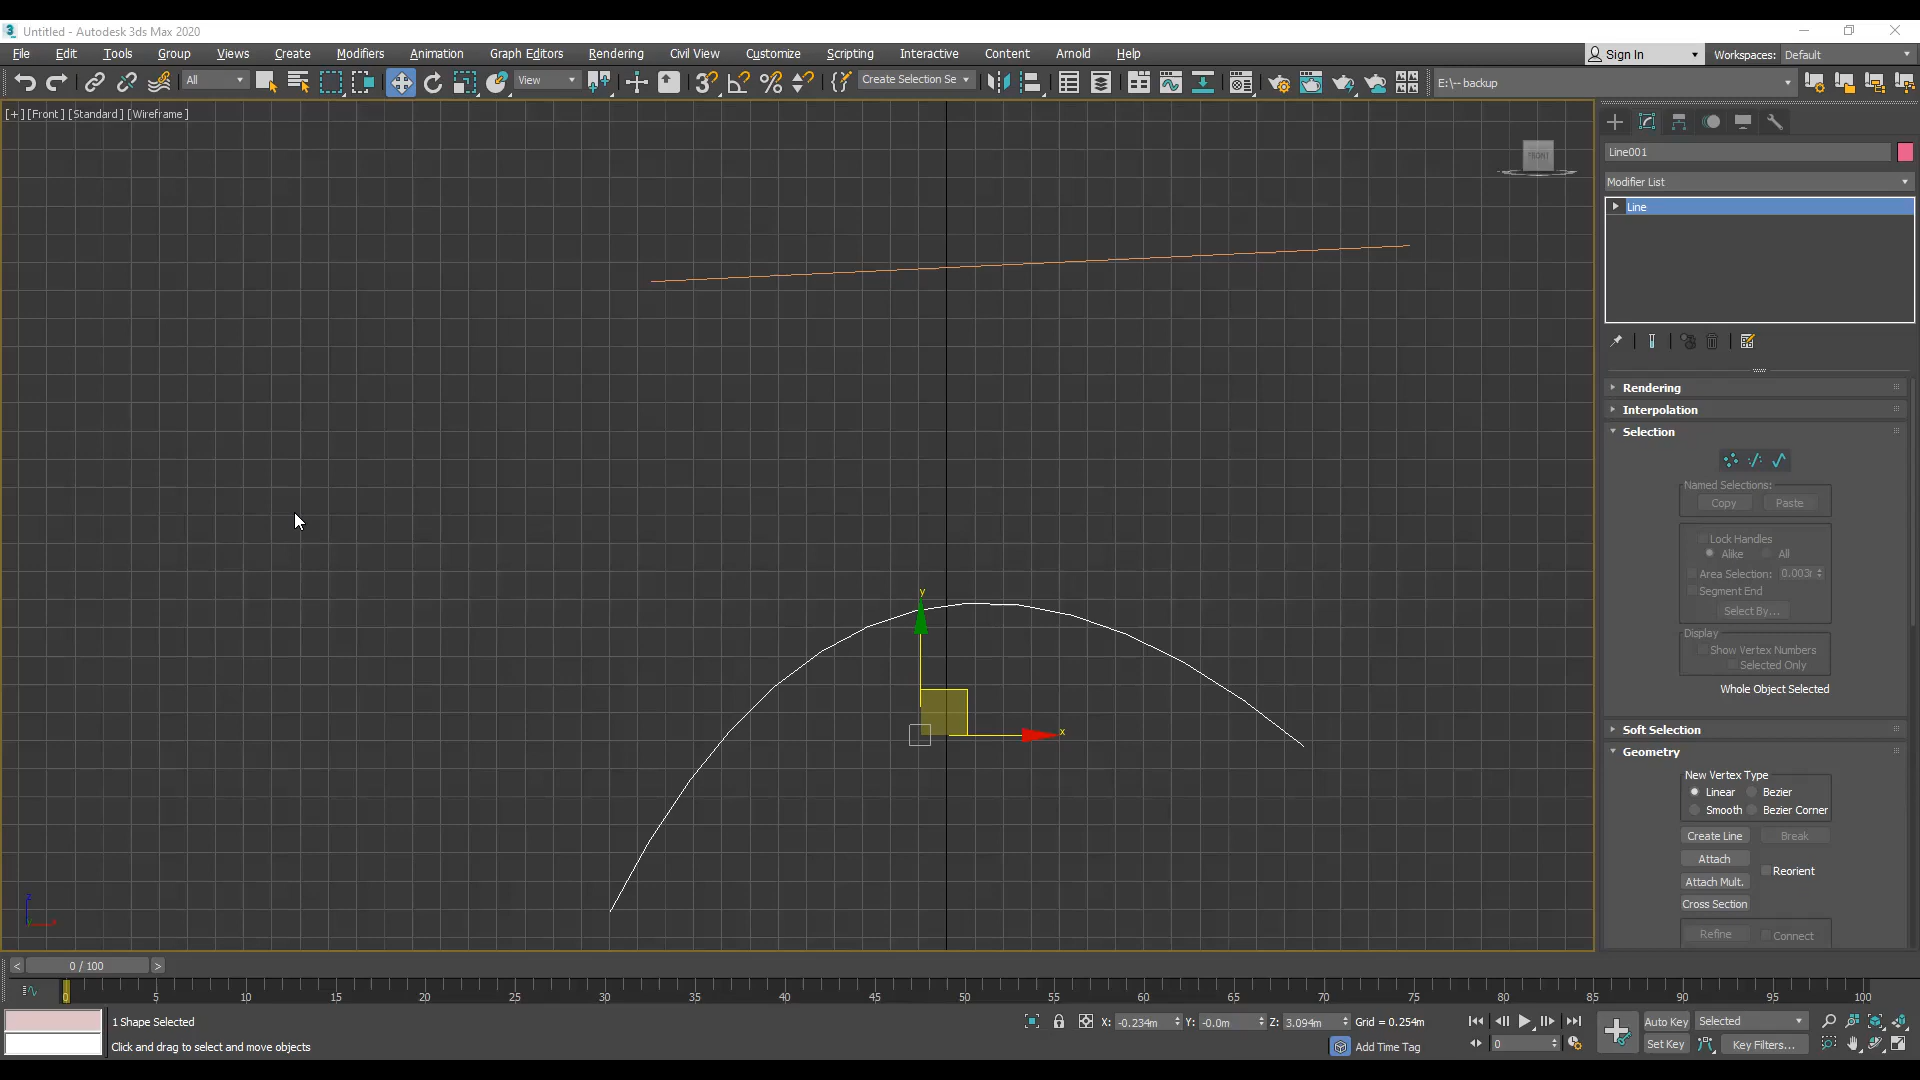 Untitled - Autodesk 3ds Max 2020
File Edit Tools Group Views Create Modifiers Animation Graph Editors Rendering Civil View Customize Scripting Interactive Content Arnold Help Sign In Workspaces: Default
All View Create Selection Se E:\-- backup
[+] [Front ] [Standard ] [Wireframe ]
FRONT
Line001
Modifier List
Line
Rendering
Interpolation
Selection
Named Selections:
Copy Paste
Lock Handles
Alike All
Area Selection:
Segment End
Select By...
Display
Show Vertex Numbers
Selected Only
Whole Object Selected
Soft Selection
Geometry
New Vertex Type
Linear Bezier
Smooth Bezier Corner
Create Line Break
Attach
Reorient
Attach Mult.
Cross Section
Refine Connect
y
x
z
< 0 / 100 >
0 5 10 15 20 25 30 35 40 45 50 55 60 65 70 75 80 85 90 95 100
1 Shape Selected X: -0.234m Y: -0.0m Z: 3.094m Grid = 0.254m Auto Key Selected
Click and drag to select and move objects Add Time Tag 0 Set Key Key Filters...